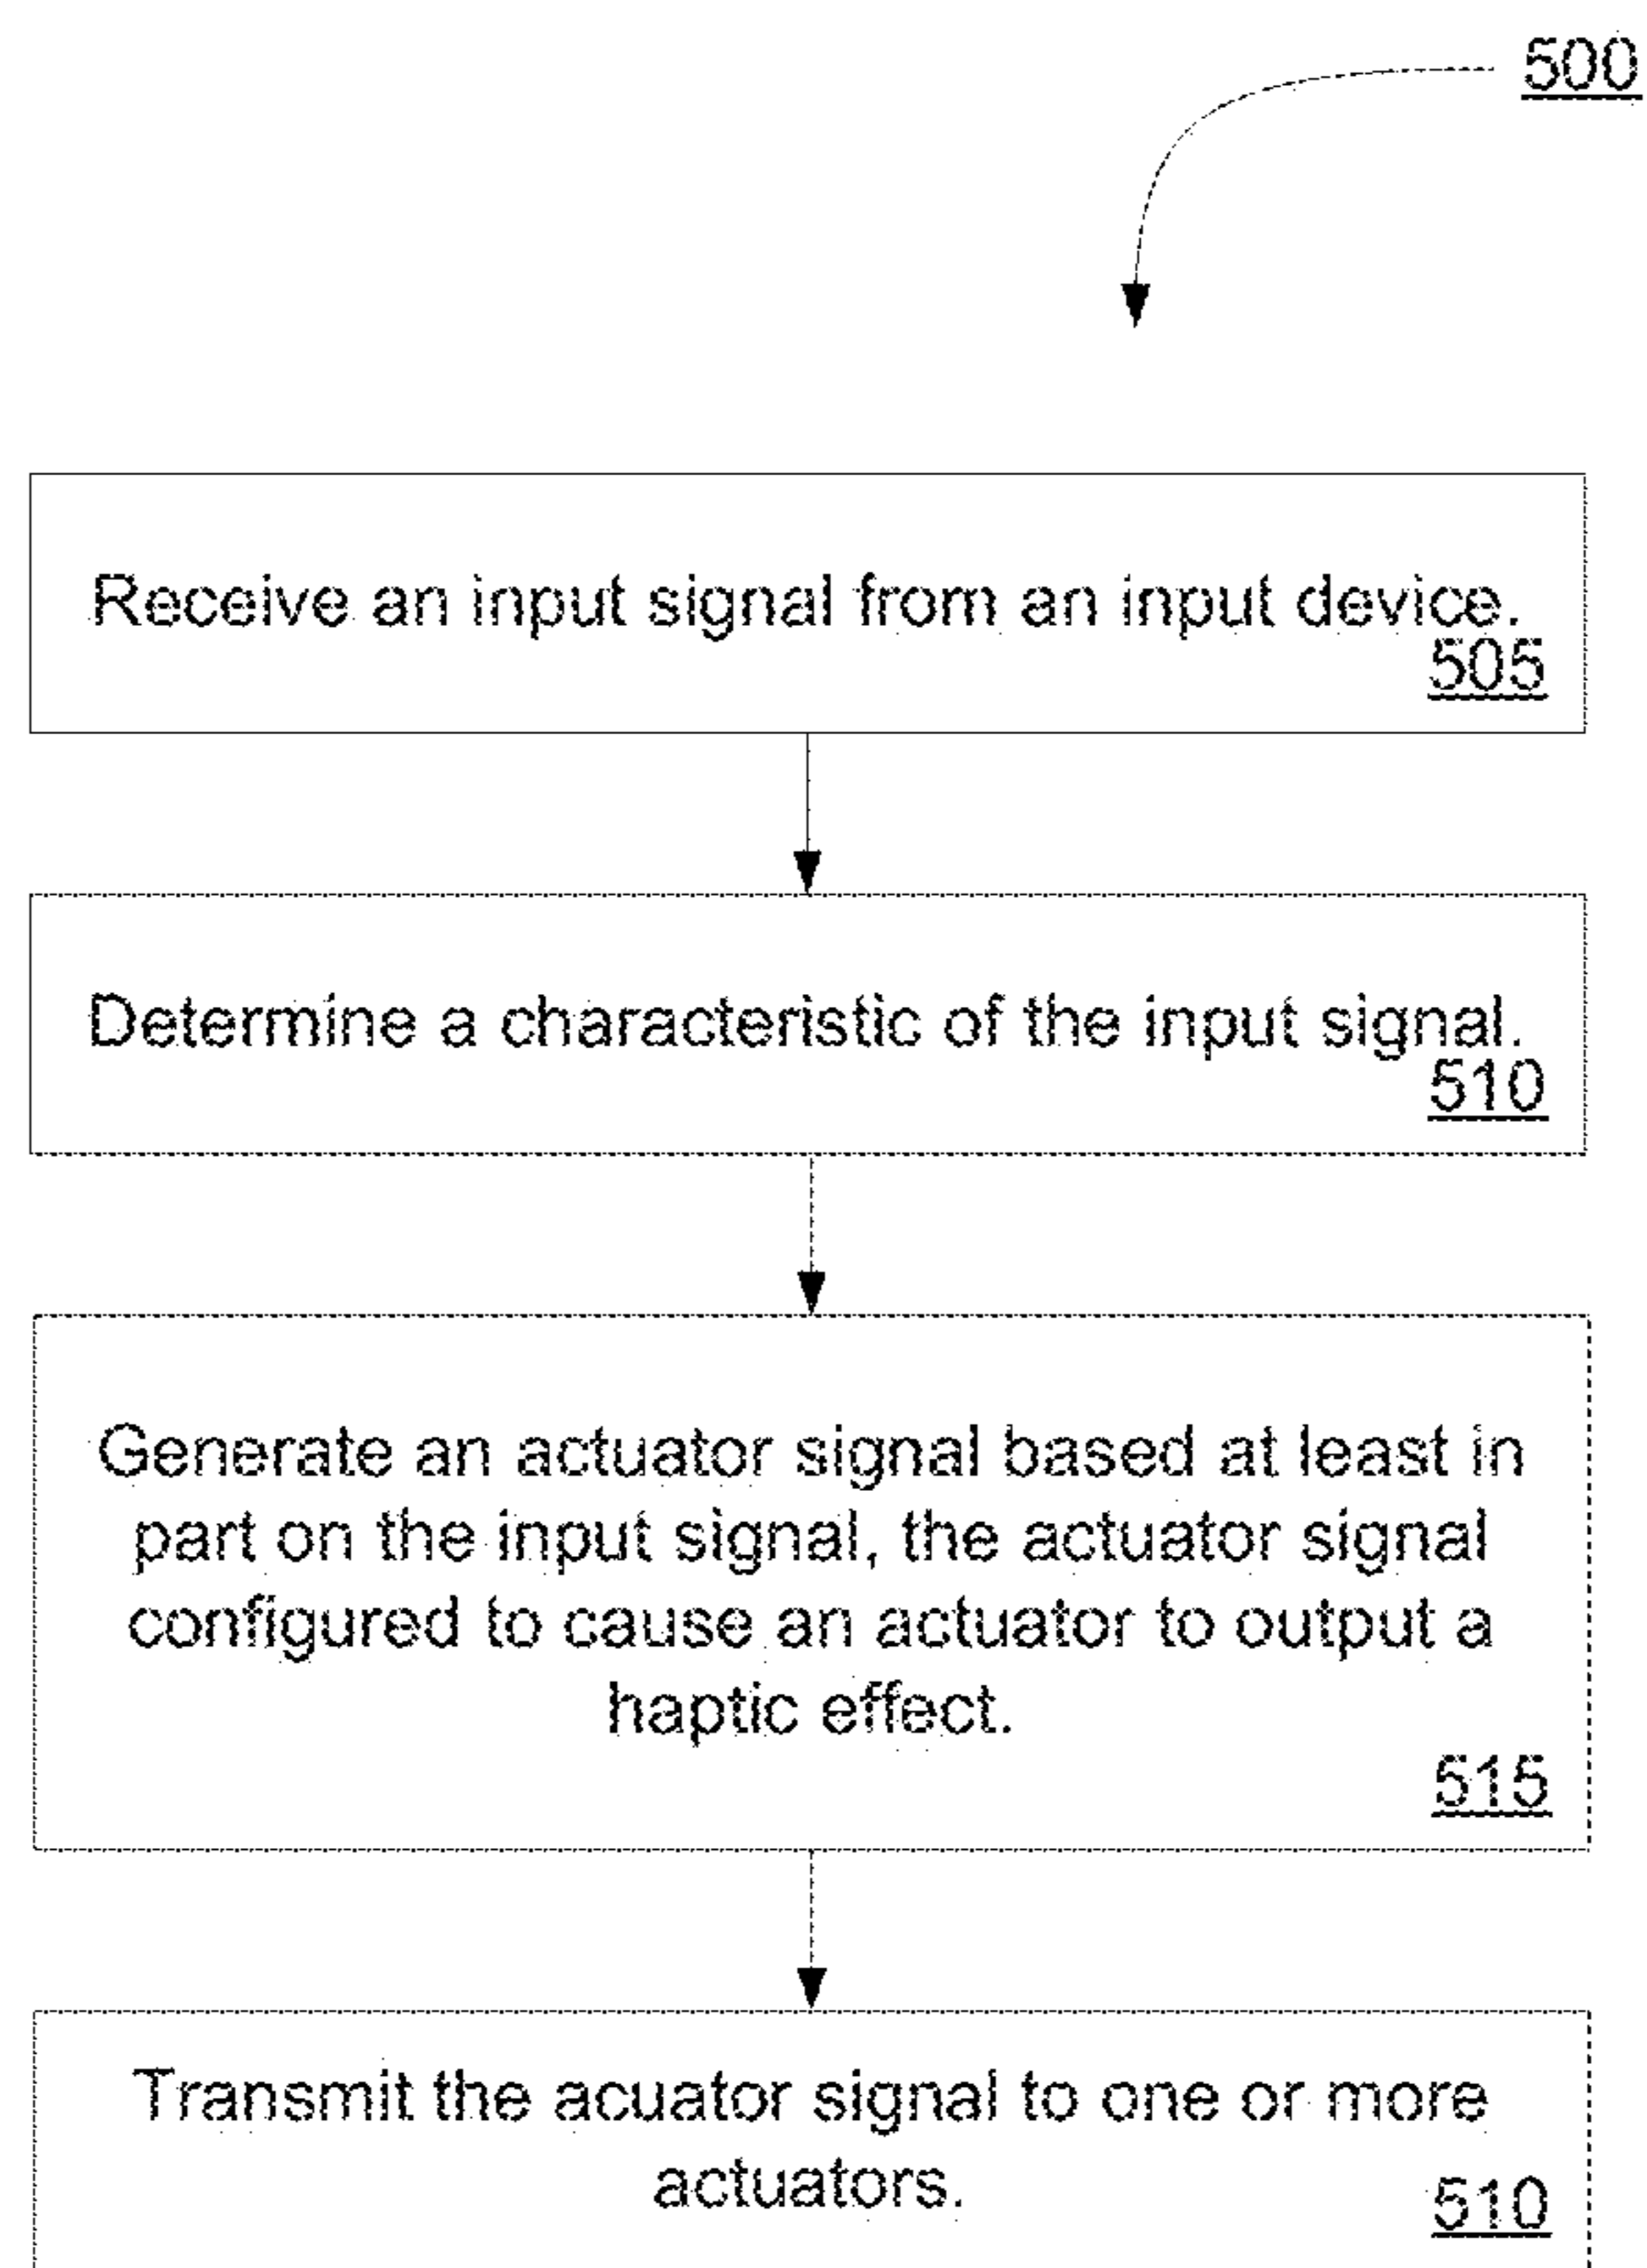 500
Receive an input signal from an input device.
505
Determine a characteristic of the input signal.
510
Generate an actuator signal based at least in
part on the input signal, the actuator signal
configured to cause an actuator to output a
haptic effect.
515
Transmit the acuator signal to one or more
actuators.
510